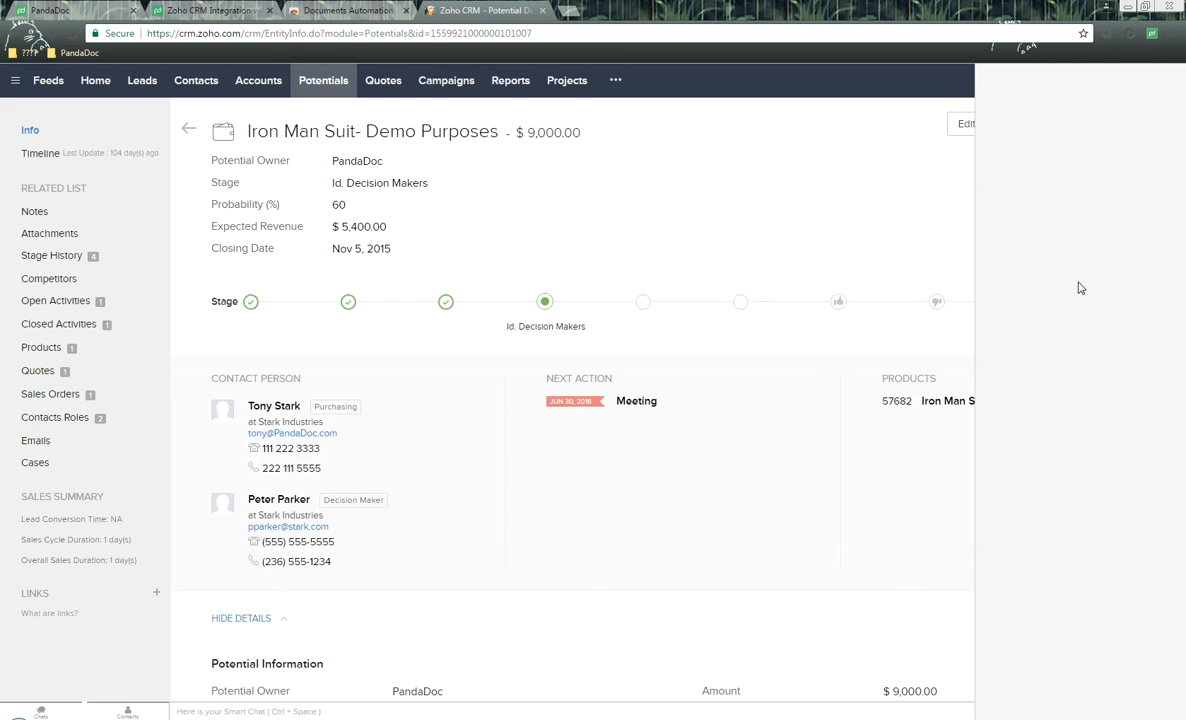 PandaDoc
Zoho CRM Integration
Documents Automation
Zoho CRM - Potential D
Secure https://crm.zoho.com/crm/EntityInfo.do?module=Potentials&id=1559921000000101007
???? PandaDoc
Feeds Home Leads Contacts Accounts Potentials Quotes Campaigns Reports Projects
Info
Timeline Last Update : 104 day(s) ago
RELATED LIST
Notes
Attachments
Stage History 4
Competitors
Open Activities 1
Closed Activities 1
Products 1
Quotes 1
Sales Orders 1
Contacts Roles 2
Emails
Cases
SALES SUMMARY
Lead Conversion Time: NA
Sales Cycle Duration: 1 day(s)
Overall Sales Duration: 1 day(s)
LINKS +
What are links?
Chats Contacts
Iron Man Suit- Demo Purposes - $ 9,000.00
Edit
Potential Owner PandaDoc
Stage Id. Decision Makers
Probability (%) 60
Expected Revenue $ 5,400.00
Closing Date Nov 5, 2015
Stage
Id. Decision Makers
CONTACT PERSON
Tony Stark Purchasing
at Stark Industries
tony@PandaDoc.com
111 222 3333
222 111 5555
Peter Parker Decision Maker
at Stark Industries
pparker@stark.com
(555) 555-5555
(236) 555-1234
NEXT ACTION
JUN 30, 2016 Meeting
PRODUCTS
57682 Iron Man S
HIDE DETAILS
Potential Information
Potential Owner PandaDoc Amount $ 9,000.00
Here is your Smart Chat ( Ctrl + Space )